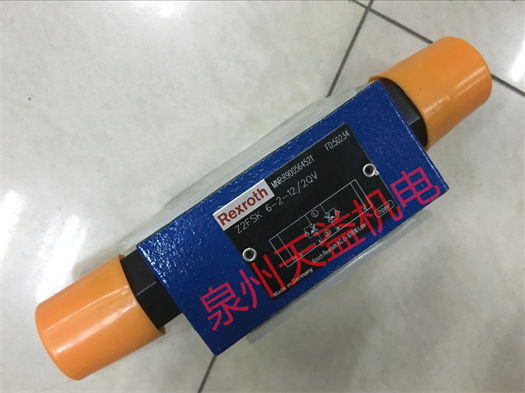 Rexroth
MNR:R900564521
FD:50234
Z2FSK 6-2-12/2QV
Made in Germany
泉州天益机电